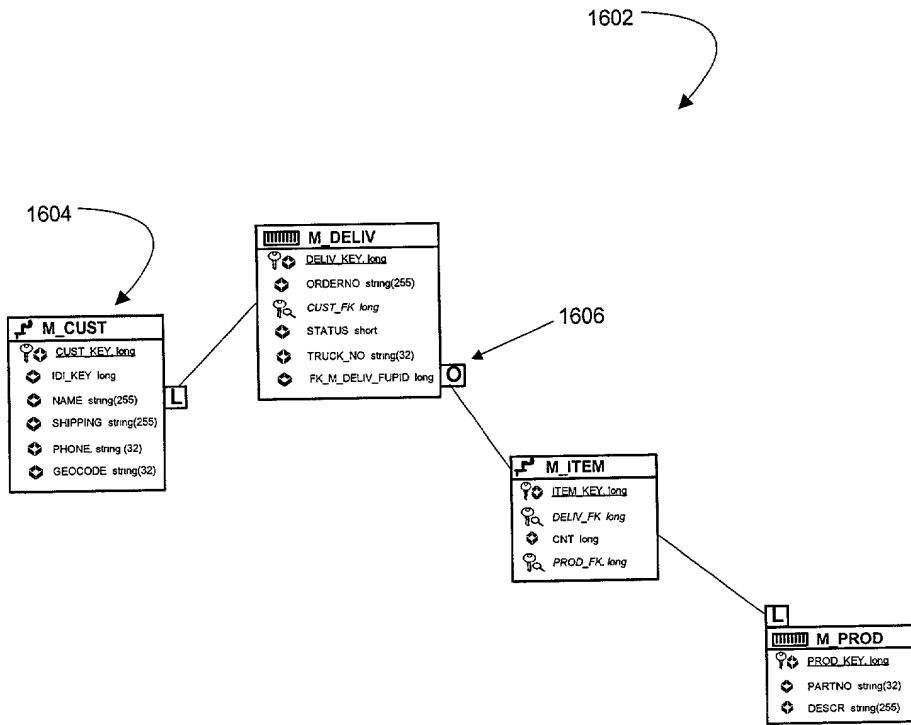 1602
1604
M_DELIV
DELIV_KEY. long
ORDERNO string(255)
CUST_FK long
STATUS short
TRUCK_NO string(32)
FK_M_DELIV_FUPID long
1606
O
M_CUST
CUST_KEY. long
IDI_KEY long
NAME string(255)
SHIPPING string(255)
PHONE. string (32)
GEOCODE string(32)
L
M_ITEM
ITEM_KEY. long
DELIV_FK long
CNT long
PROD_FK. long
L
M_PROD
PROD_KEY. long
PARTNO string(32)
DESCR string(255)